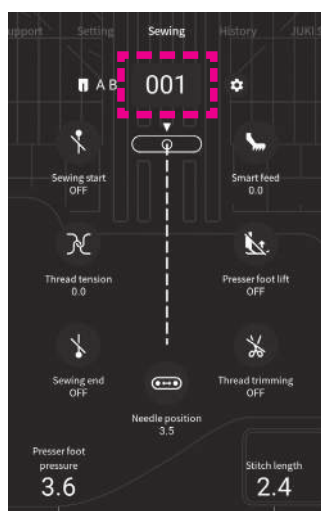 upport Setting Sewing History JUKI S
A B 001
Sewing start
OFF
Smart feed
0.0
Thread tension
0.0
Presser foot lift
OFF
Sewing end
OFF
Thread trimming
OFF
Needle position
3.5
Presser foot
pressure
3.6
Stitch length
2.4